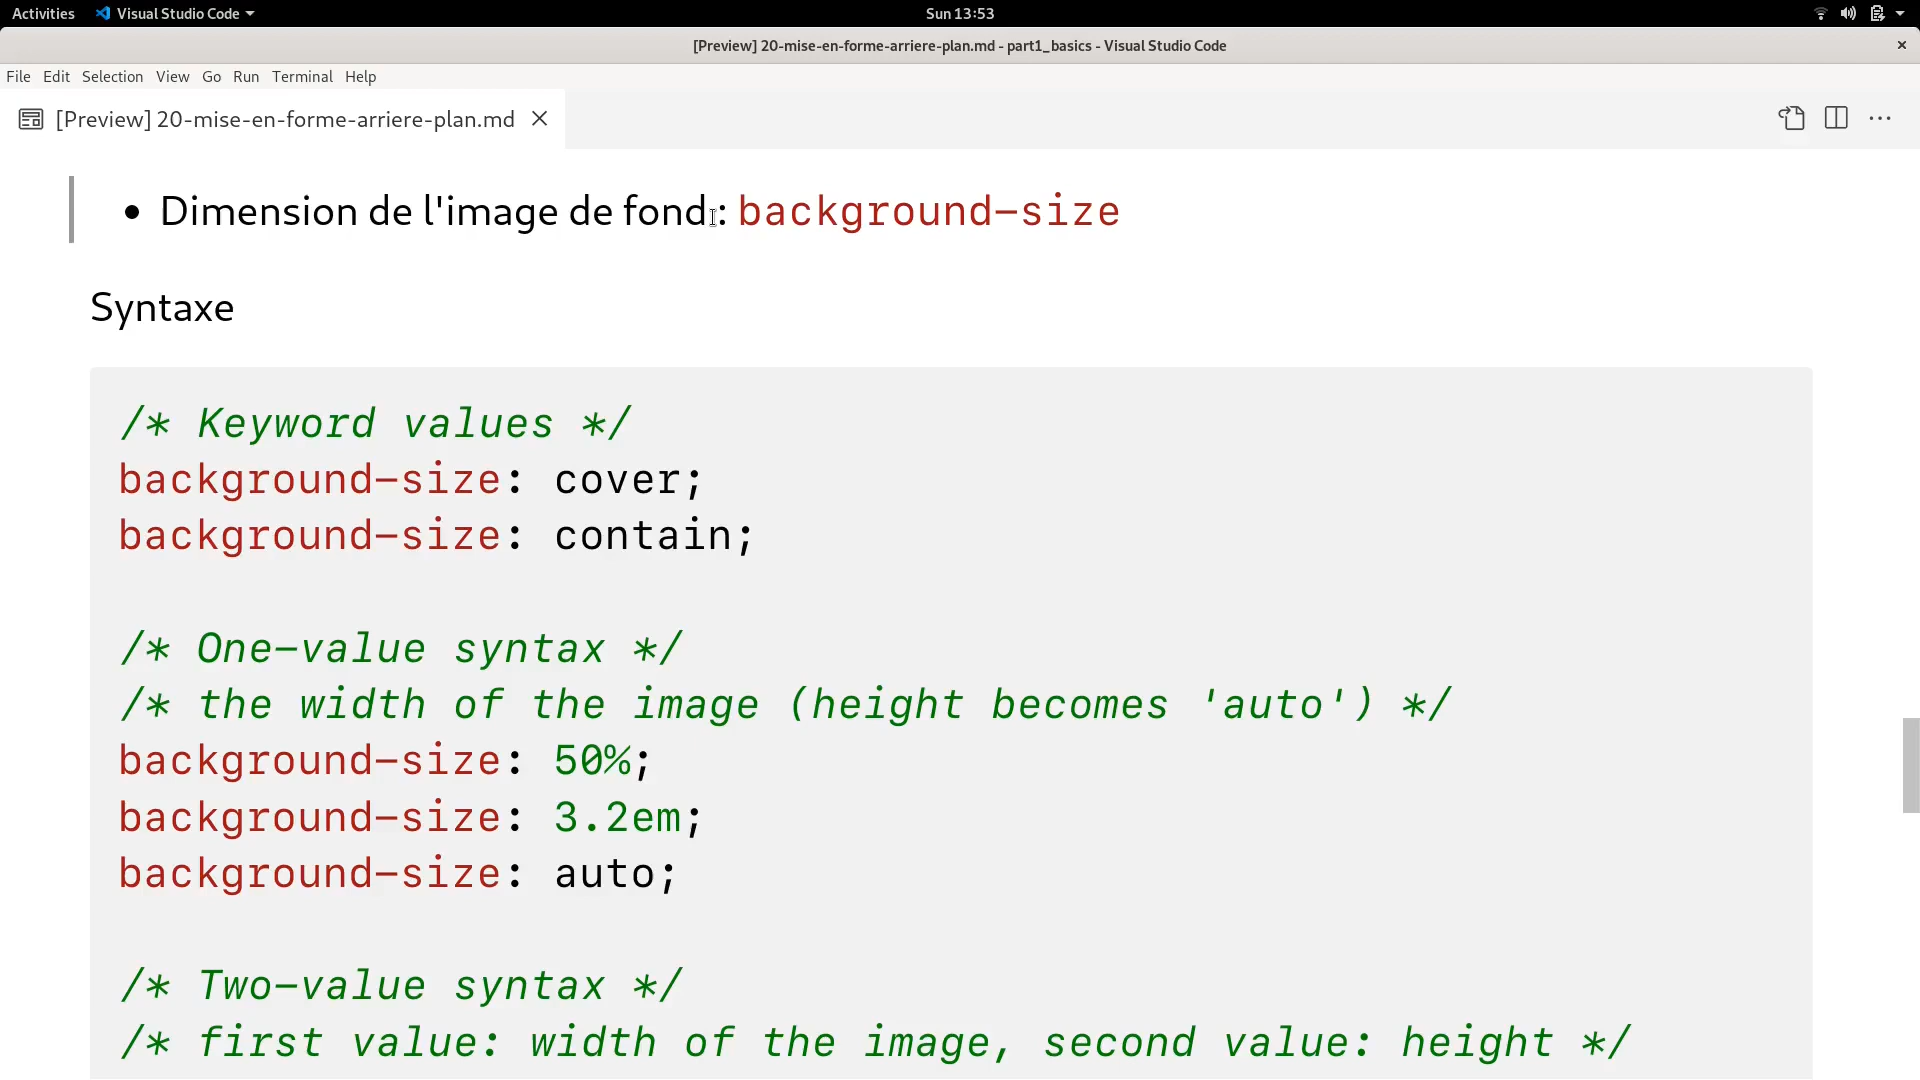 Activities Visual Studio Code Sun 13:53
[Preview] 20-mise-en-forme-arriere-plan.md - part1_basics - Visual Studio Code
File Edit Selection View Go Run Terminal Help
[Preview] 20-mise-en-forme-arriere-plan.md
• Dimension de l'image de fond : background-size
Syntaxe
/* Keyword values */
background-size: cover;
background-size: contain;
/* One-value syntax */
/* the width of the image (height becomes 'auto') */
background-size: 50%;
background-size: 3.2em;
background-size: auto;
/* Two-value syntax */
/* first value: width of the image, second value: height */